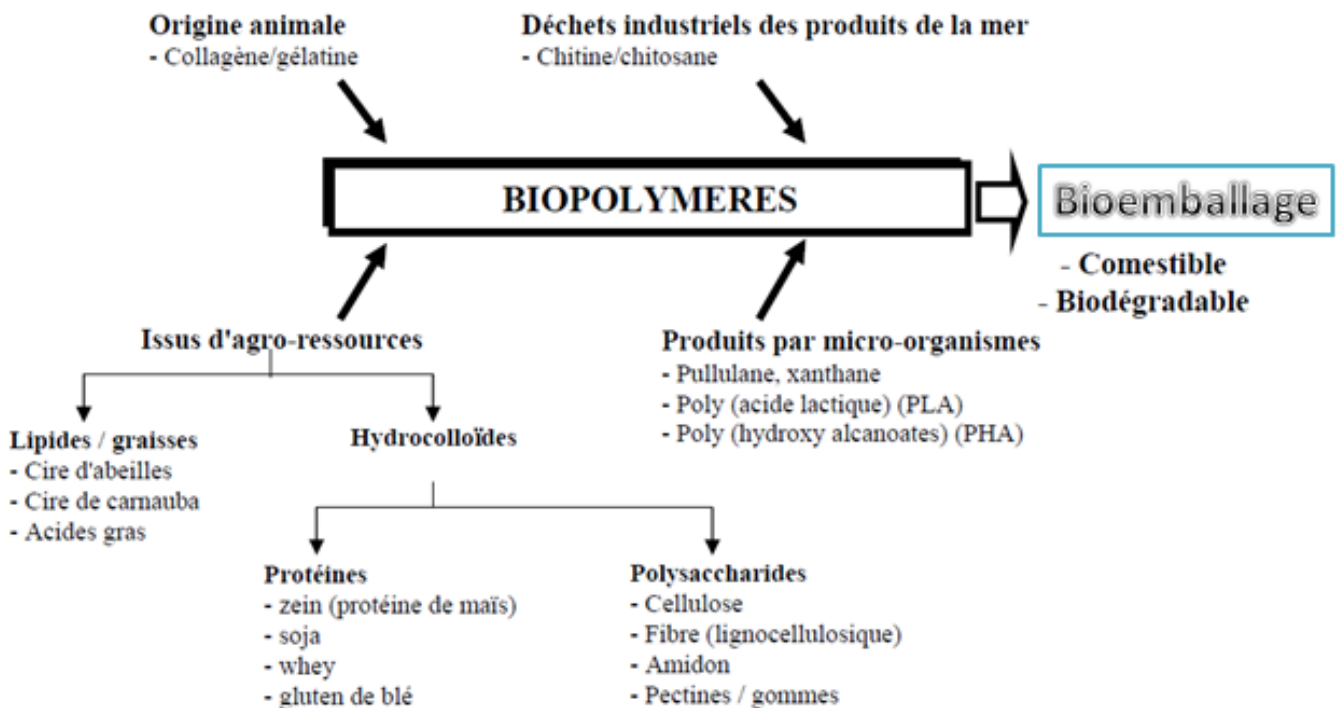 Origine animale
- Collagène/gélatine
Déchets industriels des produits de la mer
- Chitine/chitosane
BIOPOLYMERES
Bioemballage
- Comestible
- Biodégradable
Issus d'agro-ressources
Produits par micro-organismes
- Pullulane, xanthane
- Poly (acide lactique) (PLA)
- Poly (hydroxy alcanoates) (PHA)
Lipides / graisses
- Cire d'abeilles
- Cire de carnauba
- Acides gras
Hydrocolloïdes
Protéines
- zein (protéine de maïs)
- soja
- whey
- gluten de blé
Polysaccharides
- Cellulose
- Fibre (lignocellulosique)
- Amidon
- Pectines / gommes